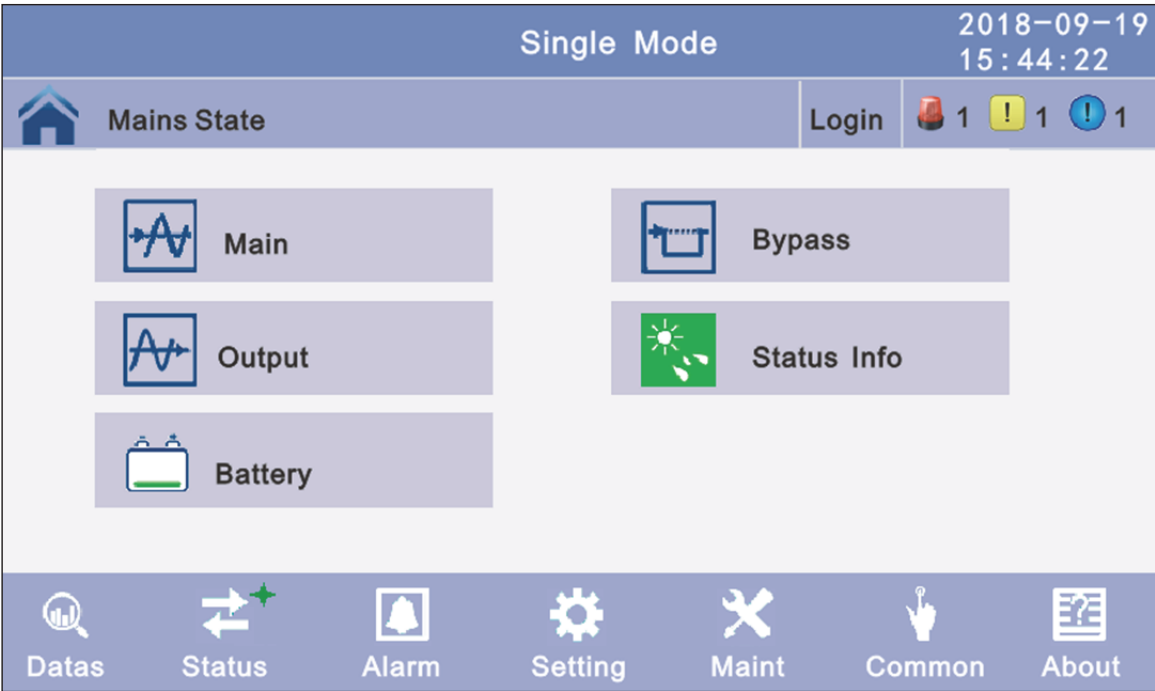 Single Mode
2018-09-19
15:44:22
Mains State
Login
1
!
1
!
1
Main
Bypass
Output
Status Info
Battery
?
Datas
Status
Alarm
Setting
Maint
Common
About